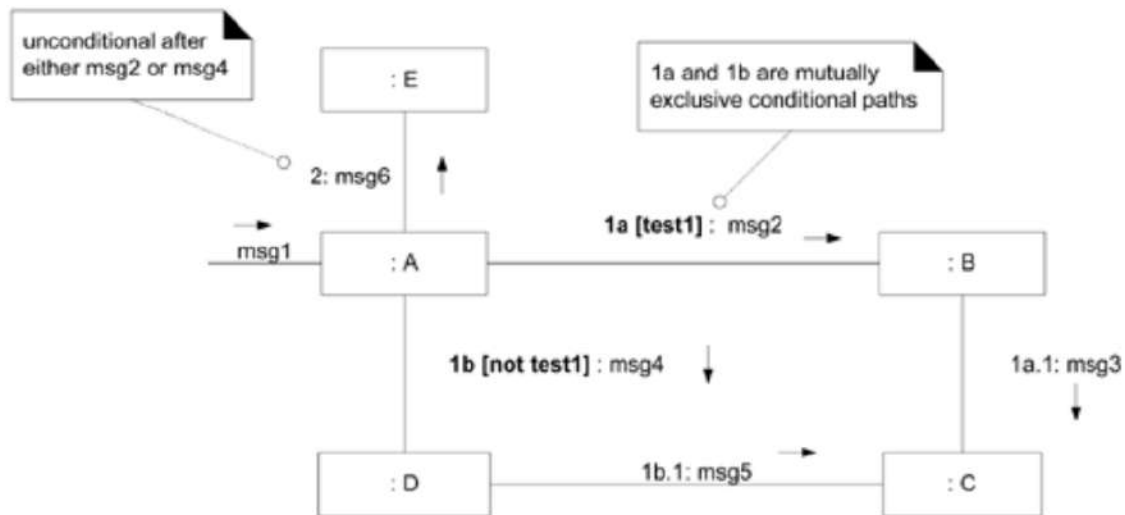 unconditional after
either msg2 or msg4
: E
1a and 1b are mutually
exclusive conditional paths
2: msg6
1a [test1] : msg2
msg1
: A
: B
1b [not test1] : msg4
1a.1: msg3
: D
1b.1: msg5
: C